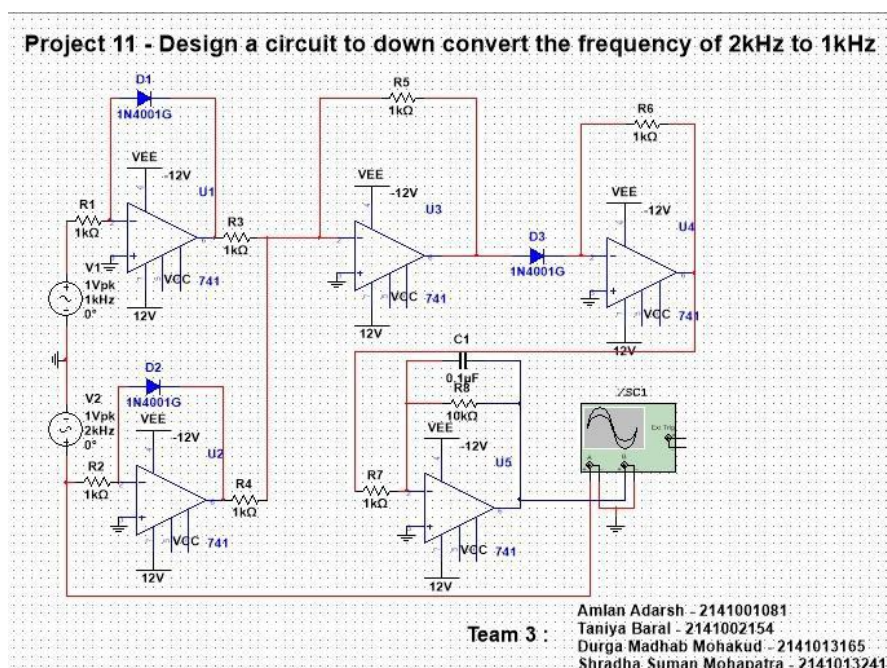 Project 11 - Design a circuit to down convert the frequency of 2kHz to 1kHz
D1
1N4001G
R5
1kΩ
R6
1kΩ
VEE
-12V
U1
R1
1kΩ
R3
1kΩ
VCC
741
12V
VEE
-12V
U3
VCC
741
12V
D3
1N4001G
VEE
-12V
U4
VCC
741
12V
V1
1Vpk
1kHz
0°
V2
1Vpk
2kHz
0°
D2
1N4001G
VEE
-12V
U2
R2
1kΩ
R4
1kΩ
VCC
741
12V
C1
0.1µF
R8
10kΩ
VEE
-12V
U5
R7
1kΩ
VCC
741
12V
Ext Trig
A
B
Team 3 :
Amlan Adarsh - 2141001081
Taniya Baral - 2141002154
Durga Madhab Mohakud - 2141013165
Shradha Suman Mohapatra - 2141013241